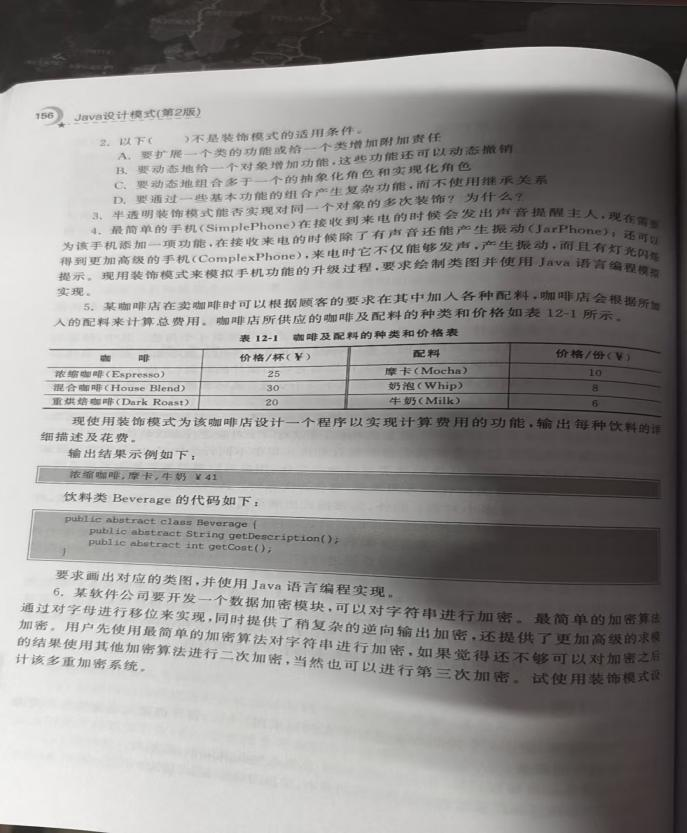 156 Java设计模式(第2版)
2. 以下( )不是装饰模式的适用条件。
A. 要扩展一个类的功能或给一个类增加附加责任
B. 要动态地给一个对象增加功能,这些功能还可以动态撤销
C. 要动态地组合多于一个的抽象化角色和实现化角色
D. 要通过一些基本功能的组合产生复杂功能,而不使用继承关系
3. 半透明装饰模式能否实现对同一个对象的多次装饰?为什么?
4. 最简单的手机(SimplePhone)在接收到来电的时候会发出声音提醒主人,现在需要
为该手机添加一项功能,在接收来电的时候除了有声音还能产生振动(JarPhone);还可以
得到更加高级的手机(ComplexPhone),来电时它不仅能够发声,产生振动,而且有灯光闪烁
提示。现用装饰模式来模拟手机功能的升级过程,要求绘制类图并使用 Java 语言编程模拟
实现。
5. 某咖啡店在卖咖啡时可以根据顾客的要求在其中加入各种配料,咖啡店会根据所加
入的配料来计算总费用。咖啡店所供应的咖啡及配料的种类和价格如表 12-1 所示。
表 12-1 咖啡及配料的种类和价格表
咖 啡 价格/杯(¥) 配料 价格/份(¥)
浓缩咖啡(Espresso) 25 摩卡(Mocha) 10
混合咖啡(House Blend) 30 奶泡(Whip) 8
重烘焙咖啡(Dark Roast) 20 牛奶(Milk) 6
现使用装饰模式为该咖啡店设计一个程序以实现计算费用的功能,输出每种饮料的详
细描述及花费。
输出结果示例如下:
浓缩咖啡,摩卡,牛奶 ¥41
饮料类 Beverage 的代码如下:
public abstract class Beverage {
public abstract String getDescription();
public abstract int getCost();
}
要求画出对应的类图,并使用 Java 语言编程实现。
6. 某软件公司要开发一个数据加密模块,可以对字符串进行加密。最简单的加密算法
通过对字母进行移位来实现,同时提供了稍复杂的逆向输出加密,还提供了更加高级的求模
加密。用户先使用最简单的加密算法对字符串进行加密,如果觉得还不够可以对加密之后
的结果使用其他加密算法进行二次加密,当然也可以进行第三次加密。试使用装饰模式设
计该多重加密系统。